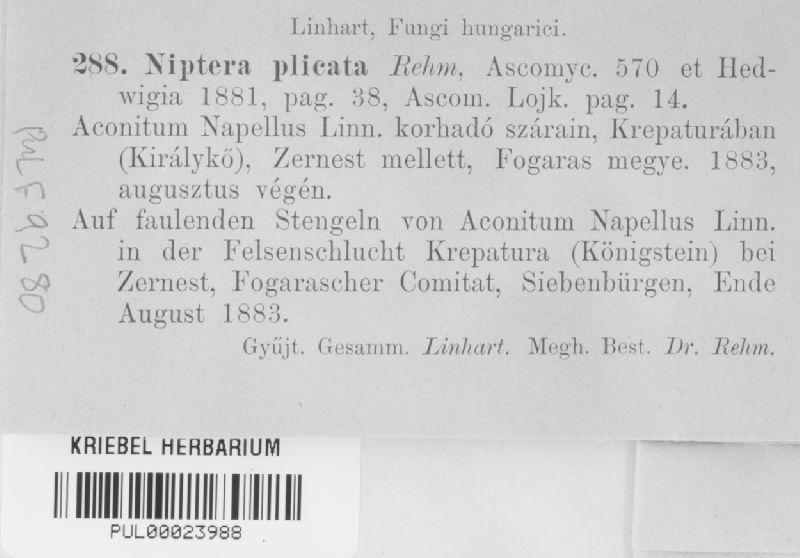 Linhart, Fungi hungarici.
288. Niptera plicata Rehm, Ascomyc. 570 et Hed-
wigia 1881, pag. 38, Ascom. Lojk. pag. 14.
Aconitum Napellus Linn. korhadó szárain, Krepaturában
(Királykő), Zernest mellett, Fogaras megye. 1883,
augusztus végén.
Auf faulenden Stengeln von Aconitum Napellus Linn.
in der Felsenschlucht Krepatura (Königstein) bei
Zernest, Fogarascher Comitat, Siebenbürgen, Ende
August 1883.
Gyűjt. Gesamm. Linhart. Megh. Best. Dr. Rehm.
PUL F 9280
KRIEBEL HERBARIUM
PUL00023988